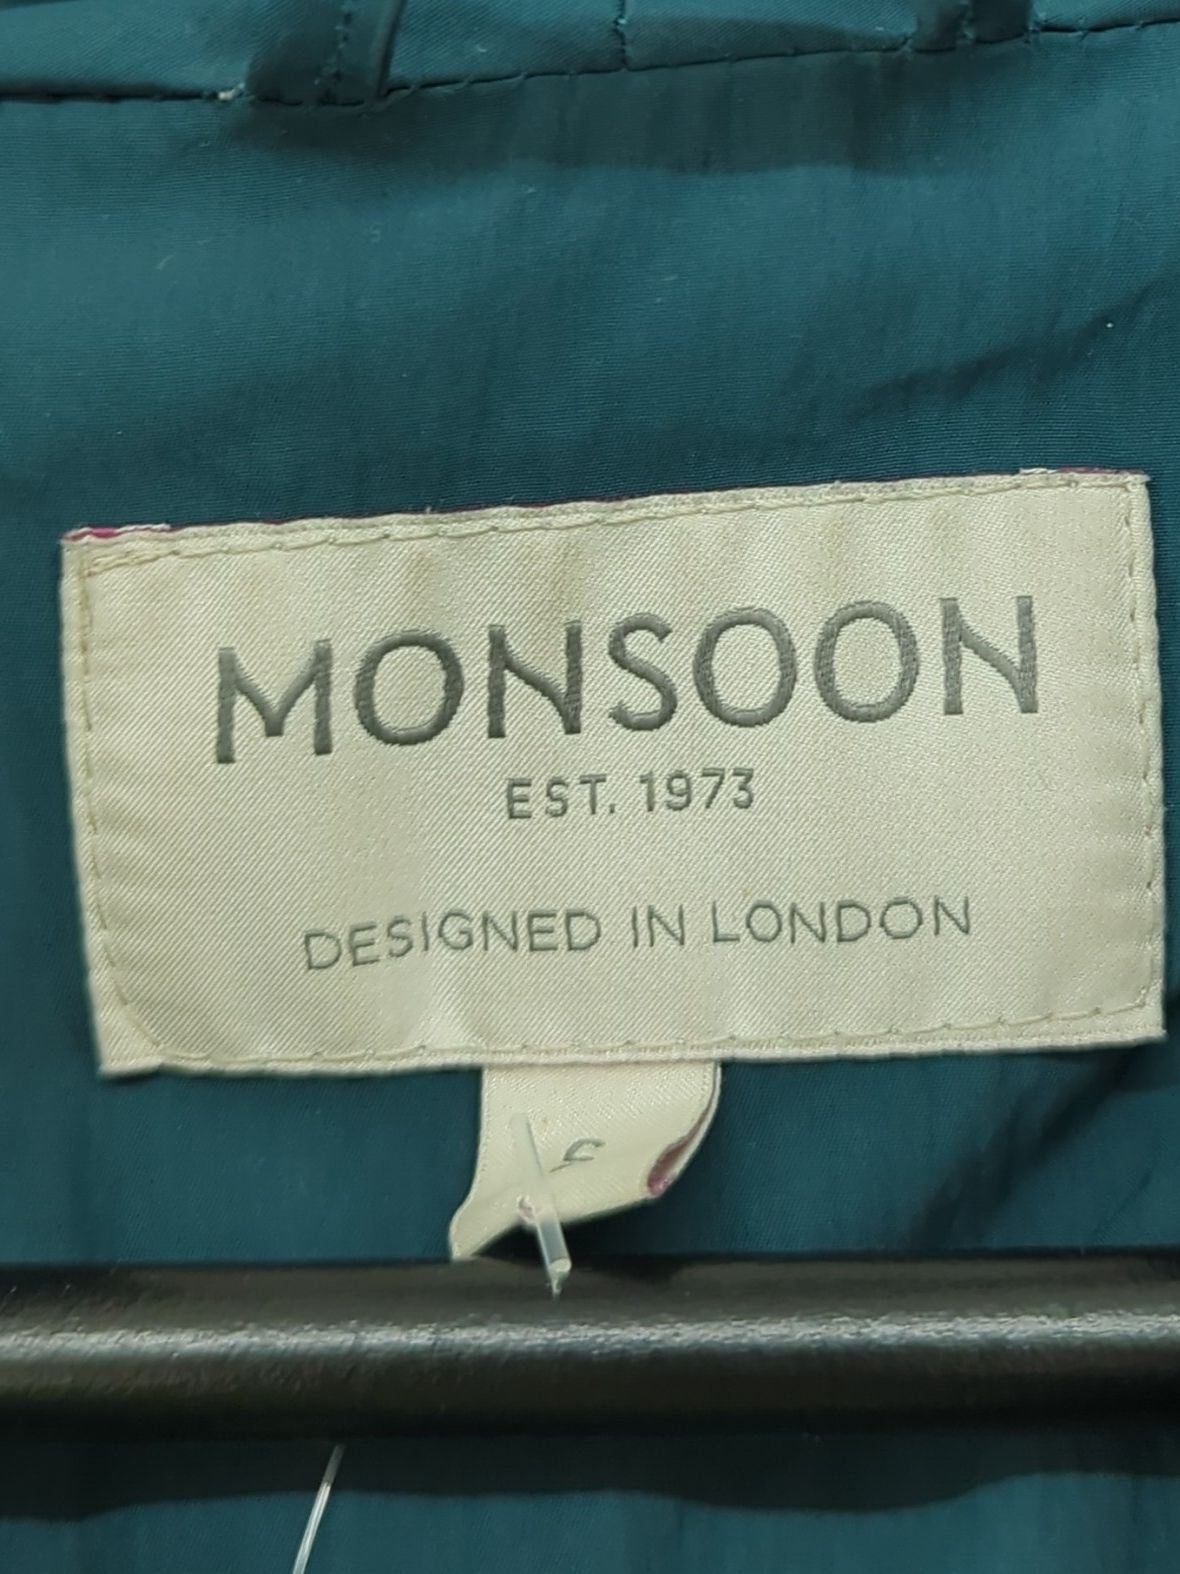 MONSOON
EST. 1973
DESIGNED IN LONDON
S